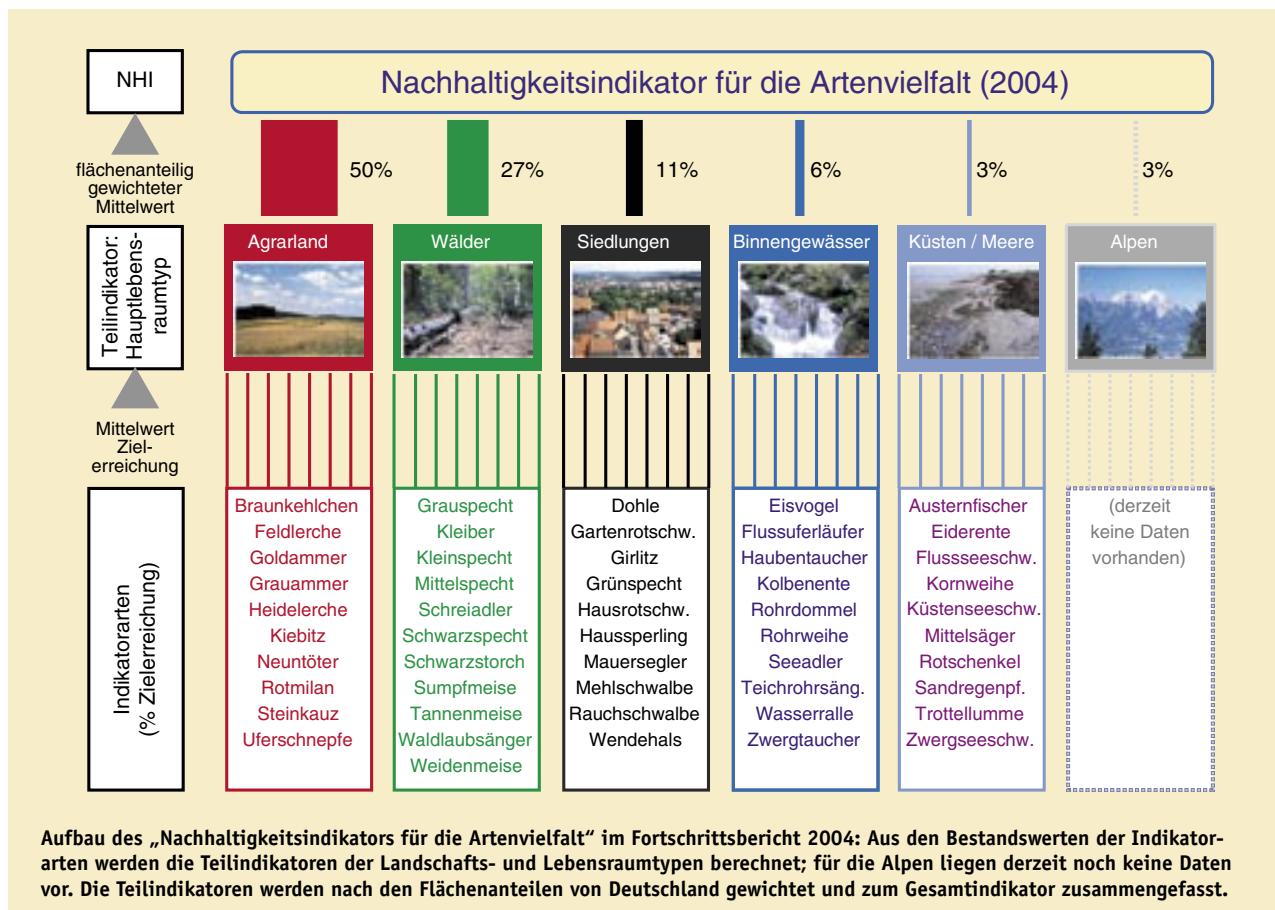 NHI
Nachhaltigkeitsindikator für die Artenvielfalt (2004)
flächenanteilig
gewichteter
Mittelwert
50%
27%
11%
6%
3%
3%
Teilindikator:
Hauptlebens-
raumtyp
Agrarland
Wälder
Siedlungen
Binnengewässer
Küsten / Meere
Alpen
Mittelwert
Ziel-
erreichung
Indikatorarten
(% Zielerreichung)
Braunkehlchen
Feldlerche
Goldammer
Grauammer
Heidelerche
Kiebitz
Neuntöter
Rotmilan
Steinkauz
Uferschnepfe
Grauspecht
Kleiber
Kleinspecht
Mittelspecht
Schreiadler
Schwarzspecht
Schwarzstorch
Sumpfmeise
Tannenmeise
Waldlaubsänger
Weidenmeise
Dohle
Gartenrotschw.
Girlitz
Grünspecht
Hausrotschw.
Haussperling
Mauersegler
Mehlschwalbe
Rauchschwalbe
Wendehals
Eisvogel
Flussuferläufer
Haubentaucher
Kolbenente
Rohrdommel
Rohrweihe
Seeadler
Teichrohrsäng.
Wasserralle
Zwergtaucher
Austernfischer
Eiderente
Flussseeschw.
Kornweihe
Küstenseeschw.
Mittelsäger
Rotschenkel
Sandregenpf.
Trottellumme
Zwergseeschw.
(derzeit
keine Daten
vorhanden)
Aufbau des „Nachhaltigkeitsindikators für die Artenvielfalt“ im Fortschrittsbericht 2004: Aus den Bestandswerten der Indikator-
arten werden die Teilindikatoren der Landschafts- und Lebensraumtypen berechnet; für die Alpen liegen derzeit noch keine Daten
vor. Die Teilindikatoren werden nach den Flächenanteilen von Deutschland gewichtet und zum Gesamtindikator zusammengefasst.